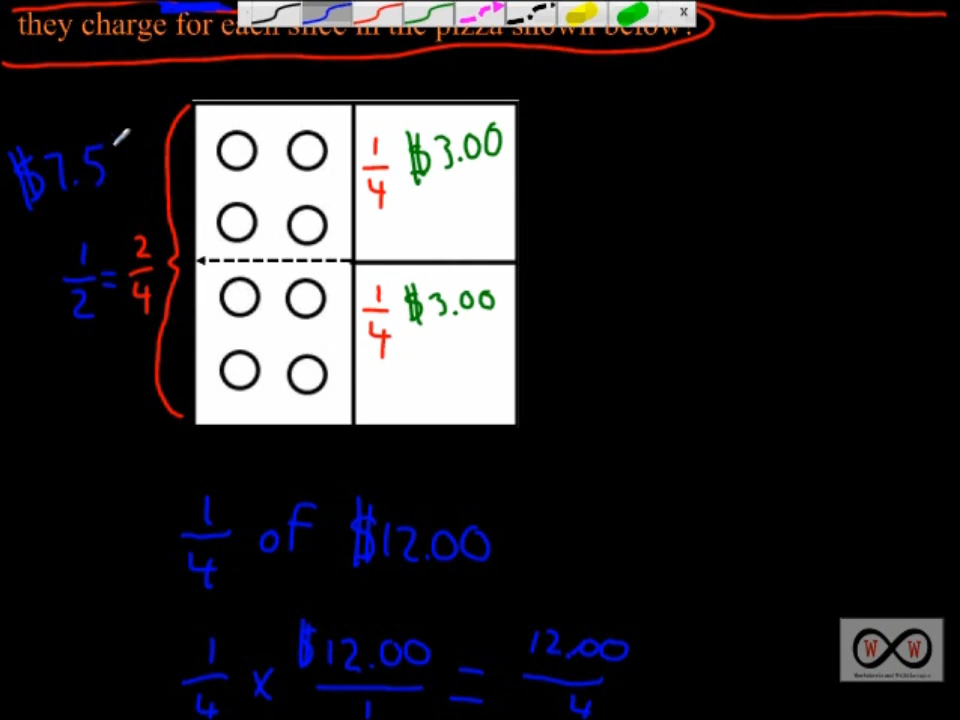 they charge for each slice in the pizza shown below?
x
$7.5
1/2 = 2/4
1/4 $3.00
1/4 $3.00
1/4 of $12.00
1/4 x $12.00/1 = 12.00/4
W W